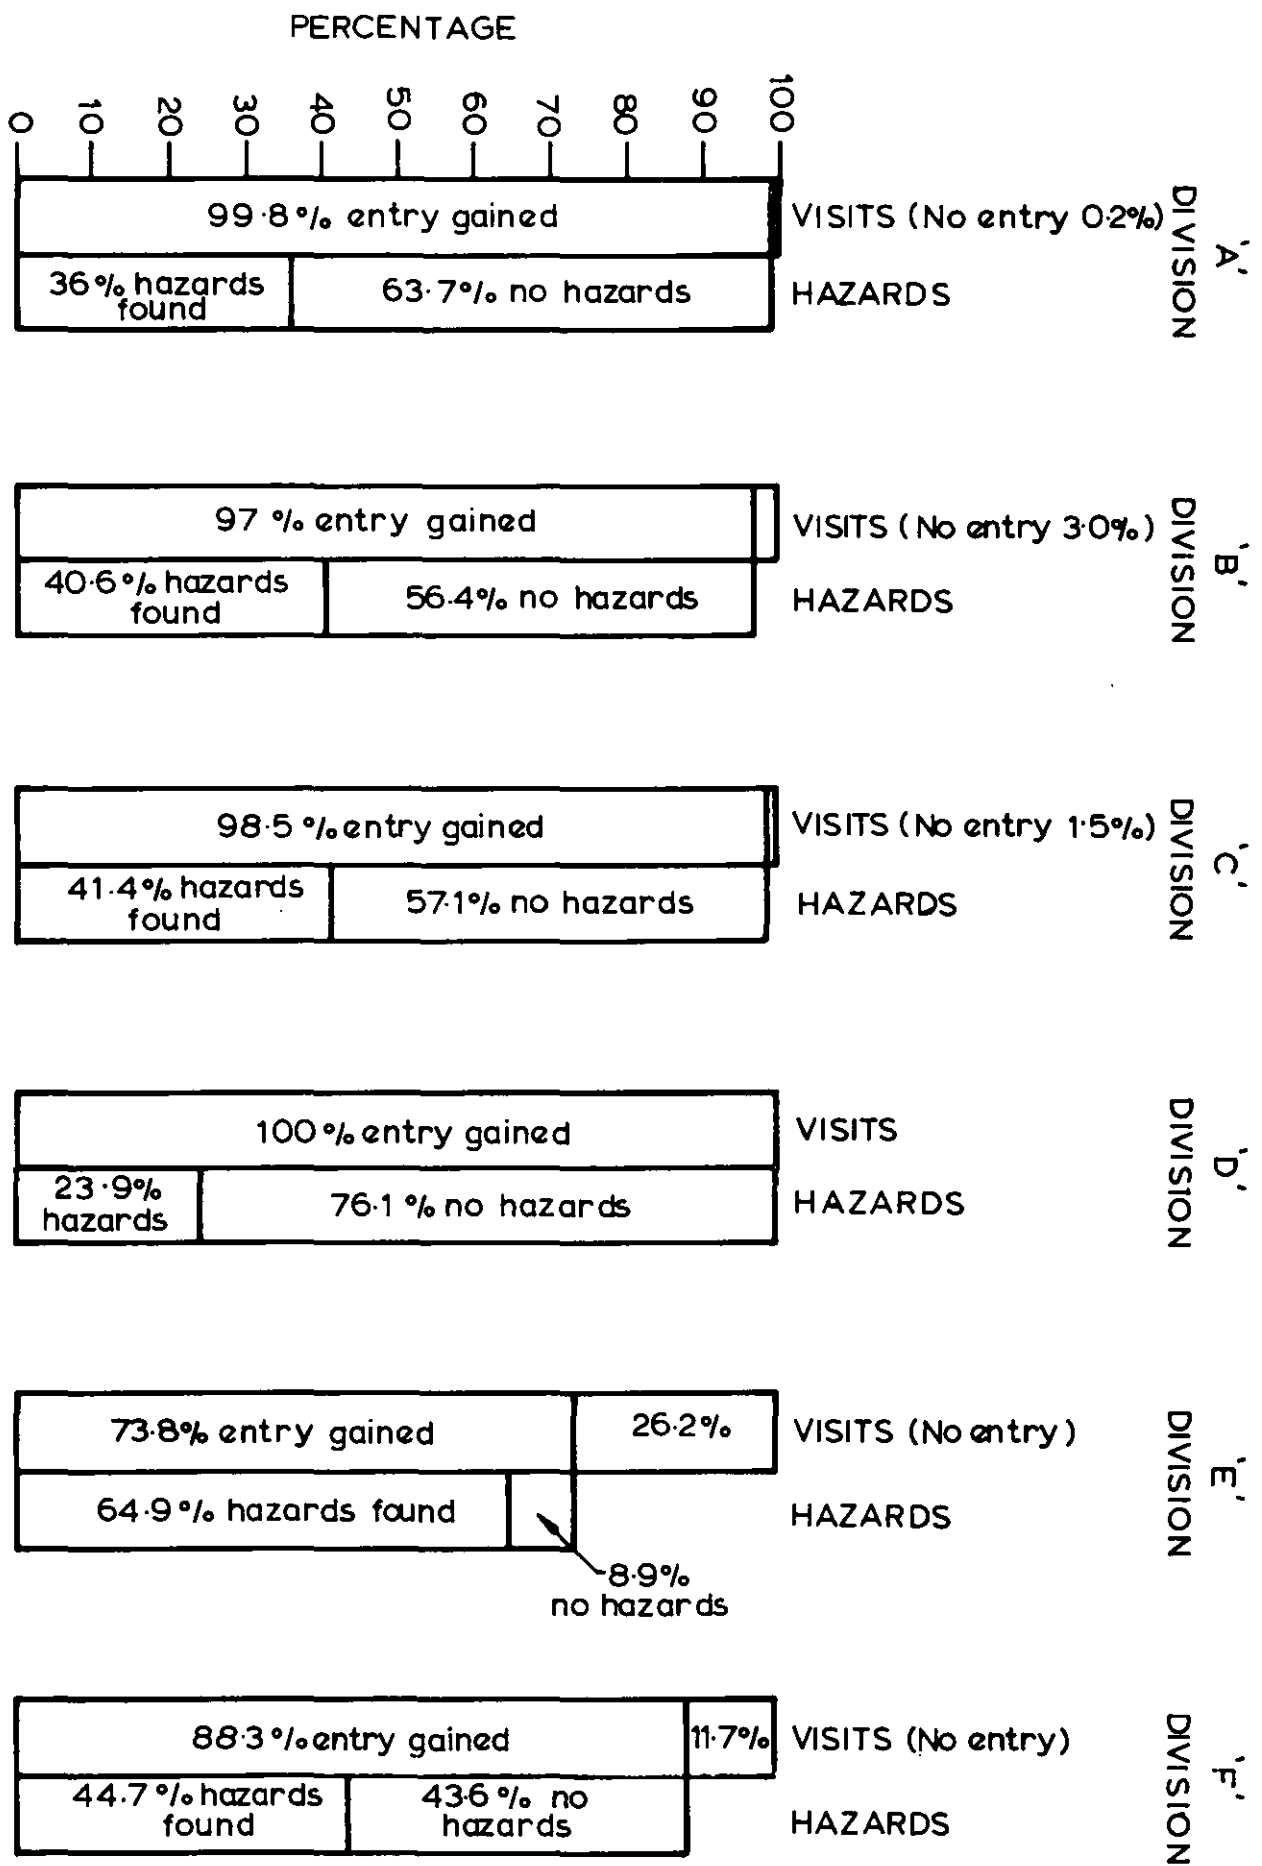 PERCENTAGE
0
10
20
30
40
50
60
70
80
90
100
99·8% entry gained
VISITS (No entry 0·2%)
36% hazards
found
63·7% no hazards
HAZARDS
'A'
DIVISION
97 % entry gained
VISITS (No entry 3·0%)
40·6% hazards
found
56·4% no hazards
HAZARDS
'B'
DIVISION
98·5 % entry gained
VISITS (No entry 1·5%)
41·4% hazards
found
57·1% no hazards
HAZARDS
'C'
DIVISION
100% entry gained
VISITS
23·9%
hazards
76·1 % no hazards
HAZARDS
'D'
DIVISION
73·8% entry gained
26·2%
VISITS (No entry)
64·9% hazards found
HAZARDS
8·9%
no hazards
'E'
DIVISION
88·3% entry gained
11·7%
VISITS (No entry)
44·7% hazards
found
43·6% no
hazards
HAZARDS
'F'
DIVISION